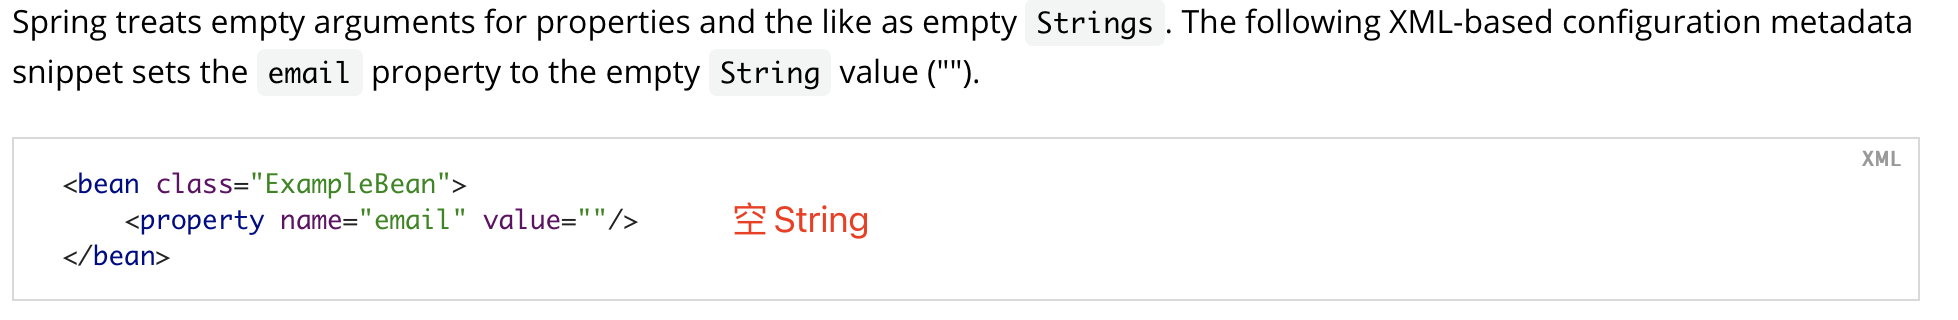 Spring treats empty arguments for properties and the like as empty Strings. The following XML-based configuration metadata
snippet sets the email property to the empty String value ("").
XML
<bean class="ExampleBean">
    <property name="email" value=""/> 空 String
</bean>